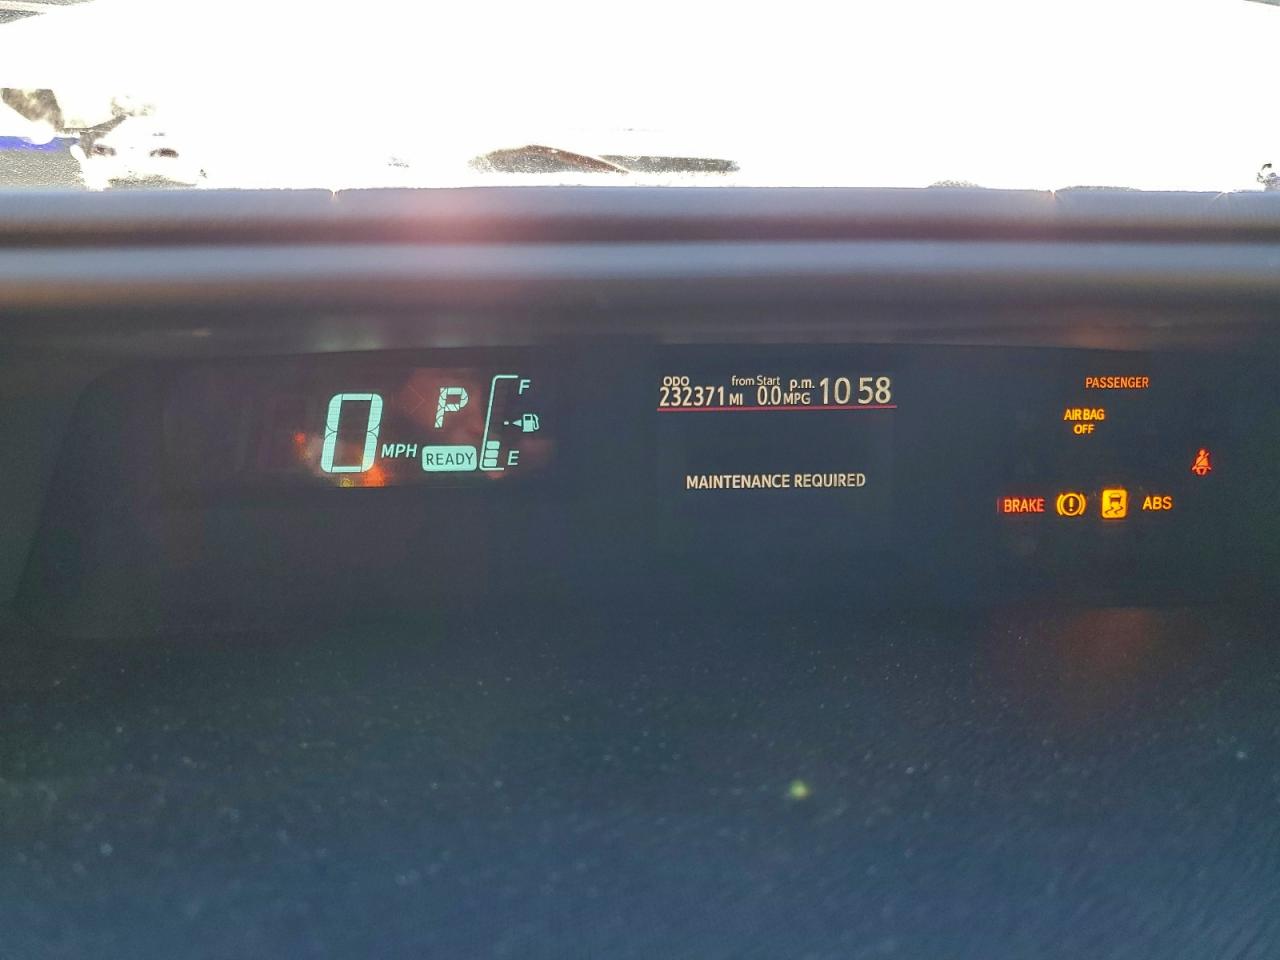 0 MPH
P
READY
F
E
ODO
232371 MI
from Start
0.0 MPG
p.m.
10 58
MAINTENANCE REQUIRED
PASSENGER
AIR BAG
OFF
BRAKE
ABS